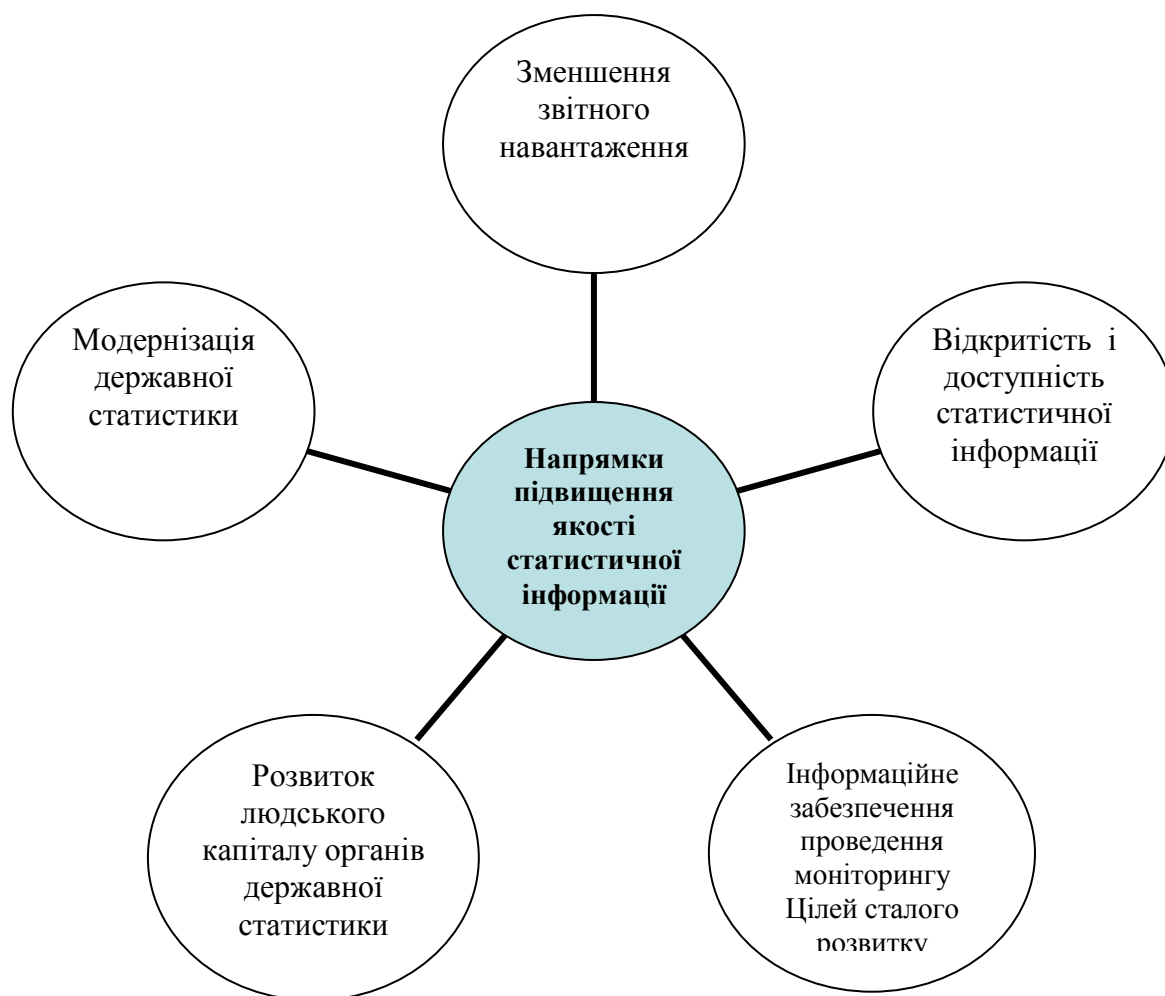 Зменшення
звітного
навантаження
Модернізація
державної
статистики
Відкритість і
доступність
статистичної
інформації
Напрямки
підвищення
якості
статистичної
інформації
Розвиток
людського
капіталу органів
державної
статистики
Інформаційне
забезпечення
проведення
моніторингу
Цілей сталого
розвитку